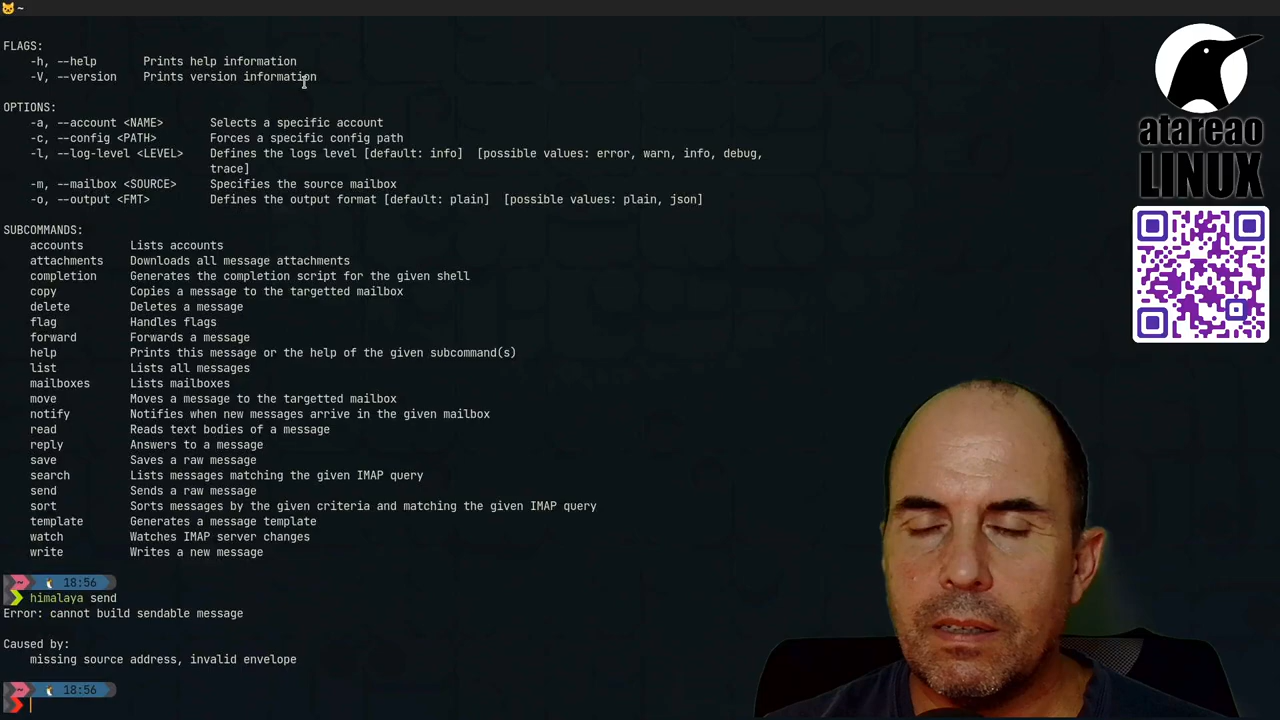 ~
FLAGS:
-h, --help Prints help information
-V, --version Prints version information
OPTIONS:
-a, --account <NAME> Selects a specific account
-c, --config <PATH> Forces a specific config path
-l, --log-level <LEVEL> Defines the logs level [default: info] [possible values: error, warn, info, debug,
trace]
-m, --mailbox <SOURCE> Specifies the source mailbox
-o, --output <FMT> Defines the output format [default: plain] [possible values: plain, json]
SUBCOMMANDS:
accounts Lists accounts
attachments Downloads all message attachments
completion Generates the completion script for the given shell
copy Copies a message to the targetted mailbox
delete Deletes a message
flag Handles flags
forward Forwards a message
help Prints this message or the help of the given subcommand(s)
list Lists all messages
mailboxes Lists mailboxes
move Moves a message to the targetted mailbox
notify Notifies when new messages arrive in the given mailbox
read Reads text bodies of a message
reply Answers to a message
save Saves a raw message
search Lists messages matching the given IMAP query
send Sends a raw message
sort Sorts messages by the given criteria and matching the given IMAP query
template Generates a message template
watch Watches IMAP server changes
write Writes a new message
~ 18:56
himalaya send
Error: cannot build sendable message
Caused by:
missing source address, invalid envelope
~ 18:56
atareao
LINUX